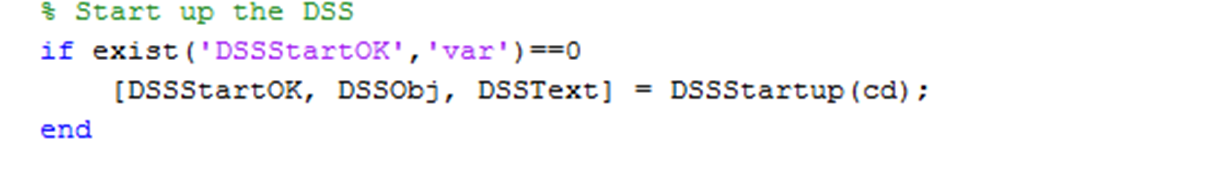 % Start up the DSS
if exist('DSSStartOK','var')==0
    [DSSStartOK, DSSObj, DSSText] = DSSStartup(cd);
end